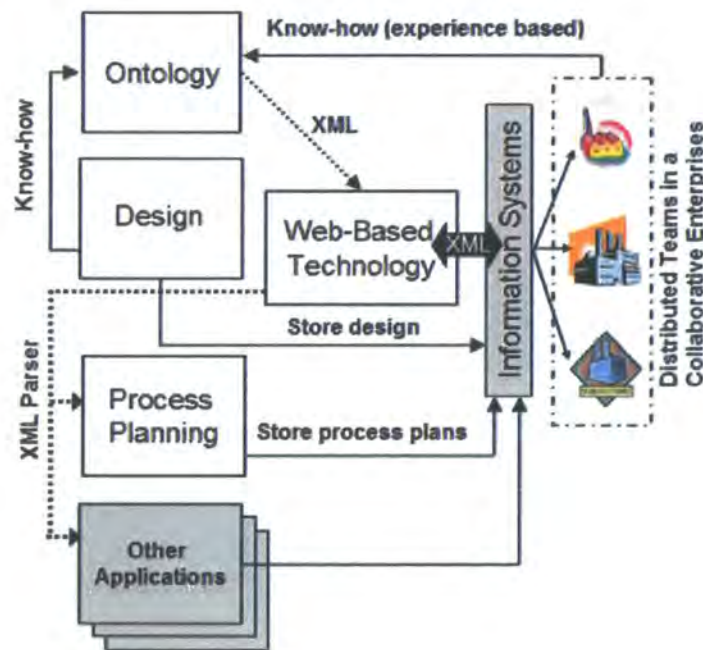 Know-how (experience based)
Ontology
XML
Know-how
Design
Web-Based
Technology
XML
Information Systems
Distributed Teams in a
Collaborative Enterprises
Store design
XML Parser
Process
Planning
Store process plans
Other
Applications